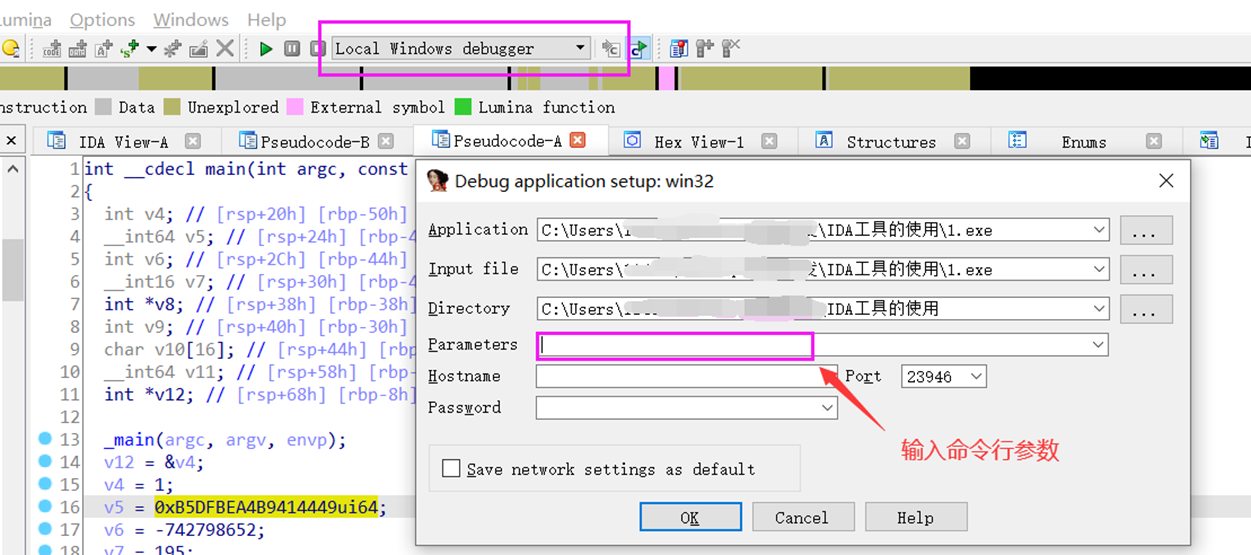 Lumina Options Windows Help
Local Windows debugger
nstruction Data Unexplored External symbol Lumina function
IDA View-A Pseudocode-B Pseudocode-A Hex View-1 Structures Enums
1 int __cdecl main(int argc, const
2 {
3 int v4; // [rsp+20h] [rbp-50h]
4 __int64 v5; // [rsp+24h] [rbp-4
5 int v6; // [rsp+2Ch] [rbp-44h]
6 __int16 v7; // [rsp+30h] [rbp-4
7 int *v8; // [rsp+38h] [rbp-38h]
8 int v9; // [rsp+40h] [rbp-30h]
9 char v10[16]; // [rsp+44h] [rbp
10 __int64 v11; // [rsp+58h] [rbp-
11 int *v12; // [rsp+68h] [rbp-8h]
12
13 _main(argc, argv, envp);
14 v12 = &v4;
15 v4 = 1;
16 v5 = 0xB5DFBEA4B9414449ui64;
17 v6 = -742798652;
18 v7 = 195;
Debug application setup: win32
Application C:\Users\ \IDA工具的使用\1.exe ...
Input file C:\Users\ \IDA工具的使用\1.exe ...
Directory C:\Users\ IDA工具的使用 ...
Parameters
Hostname Port 23946
Password
输入命令行参数
Save network settings as default
OK Cancel Help